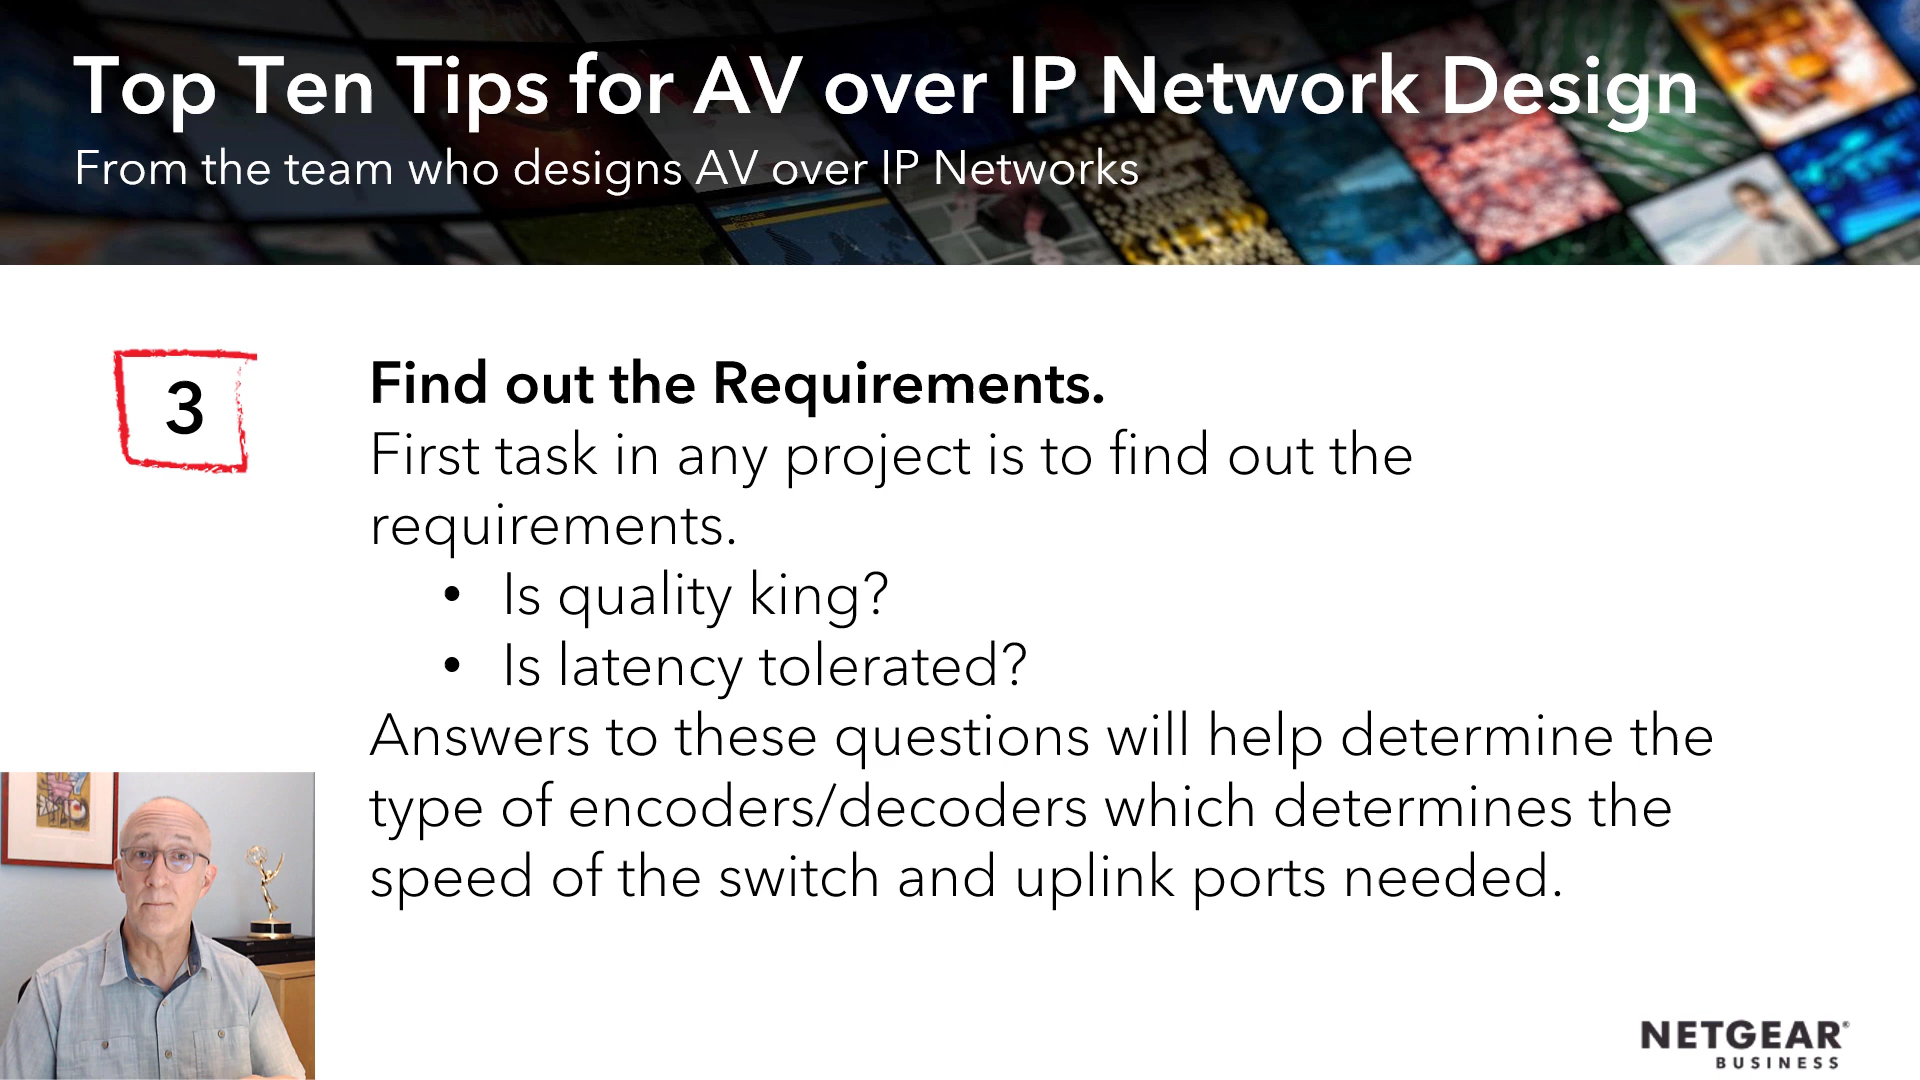 Top Ten Tips for AV over IP Network Design
From the team who designs AV over IP Networks
3
Find out the Requirements.
First task in any project is to find out the
requirements.
• Is quality king?
• Is latency tolerated?
Answers to these questions will help determine the
type of encoders/decoders which determines the
speed of the switch and uplink ports needed.
NETGEAR®
BUSINESS